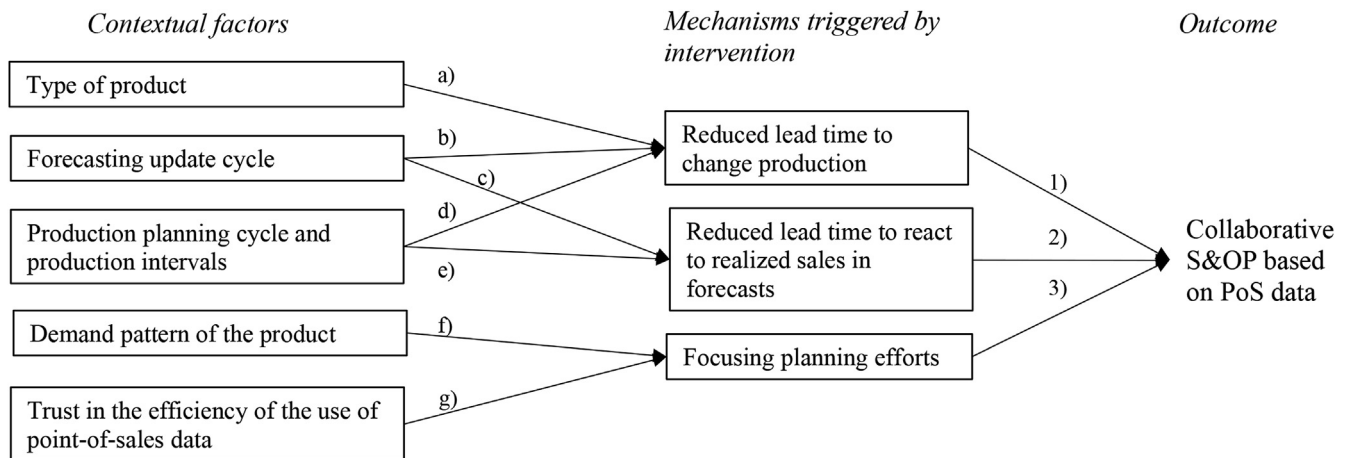 Contextual factors
Mechanisms triggered by
intervention
Outcome
Type of product
Forecasting update cycle
Production planning cycle and
production intervals
Demand pattern of the product
Trust in the efficiency of the use of
point-of-sales data
a)
b)
c)
d)
e)
f)
g)
Reduced lead time to
change production
Reduced lead time to react
to realized sales in
forecasts
Focusing planning efforts
1)
2)
3)
Collaborative
S&OP based
on PoS data